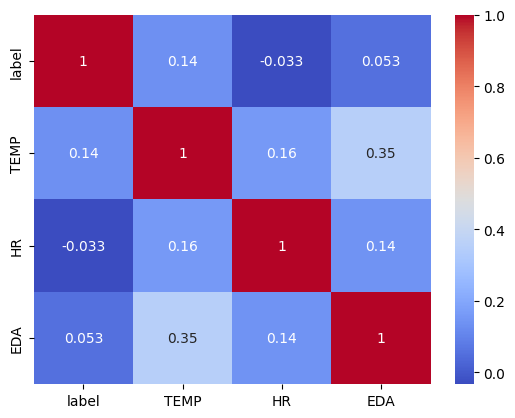 label 1 0.14 -0.033 0.053
TEMP 0.14 1 0.16 0.35
HR -0.033 0.16 1 0.14
EDA 0.053 0.35 0.14 1
label TEMP HR EDA
1.0
0.8
0.6
0.4
0.2
0.0